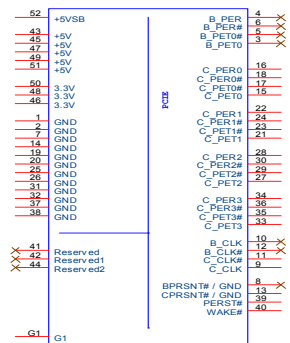 52 +5VSB
43 +5V
45 +5V
47 +5V
49 +5V
51 +5V
50 3.3V
48 3.3V
46 3.3V
1 GND
2 GND
7 GND
14 GND
19 GND
20 GND
25 GND
26 GND
31 GND
32 GND
37 GND
38 GND
41 Reserved
42 Reserved1
44 Reserved2
G1 G1
PCIE
B_PER 4
B_PER# 6
B_PET0# 5
B_PET0 3
C_PER0 16
C_PER0# 18
C_PET0# 17
C_PET0 15
C_PER1 22
C_PER1# 24
C_PET1# 23
C_PET1 21
C_PER2 28
C_PER2# 30
C_PET2# 29
C_PET2 27
C_PER3 34
C_PER3# 36
C_PET3# 35
C_PET3 33
B_CLK 10
B_CLK# 12
C_CLK# 11
C_CLK 9
BPRSNT# / GND 8
CPRSNT# / GND 13
PERST# 39
WAKE# 40